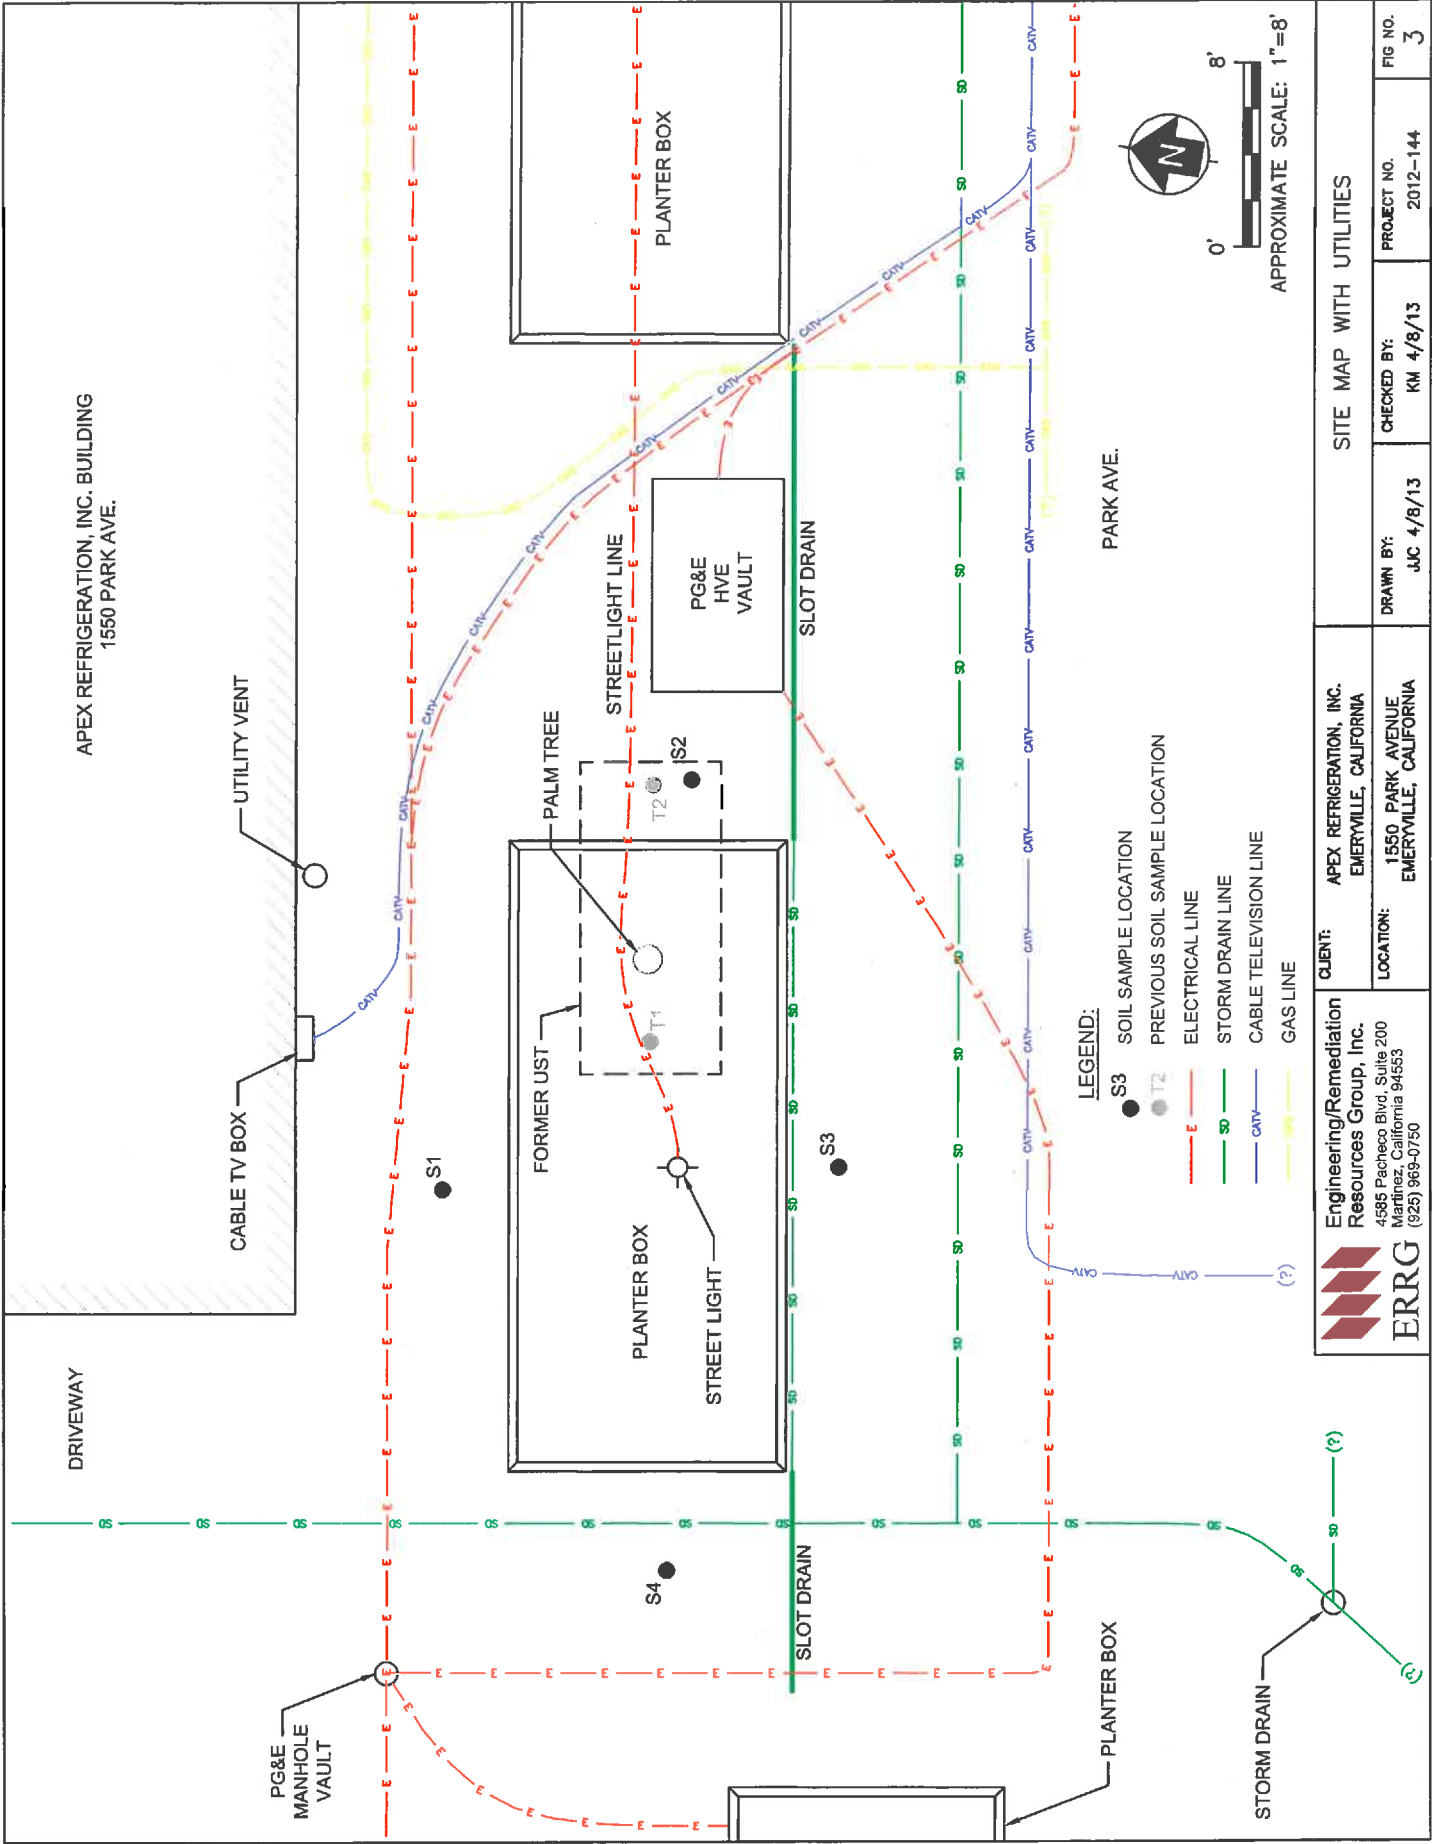 APEX REFRIGERATION, INC. BUILDING
1550 PARK AVE.
DRIVEWAY
UTILITY VENT
CABLE TV BOX
PG&E
MANHOLE
VAULT
S1
FORMER UST
PALM TREE
STREETLIGHT LINE
PLANTER BOX
PLANTER BOX
STREET LIGHT
T1
T2
S2
PG&E
HVE
VAULT
S4
S3
SLOT DRAIN
SLOT DRAIN
PARK AVE.
PLANTER BOX
STORM DRAIN
(?)
(?)
(?)
(?)
(?)
N
0'
8'
APPROXIMATE SCALE: 1"=8'
LEGEND:
S3 SOIL SAMPLE LOCATION
T2 PREVIOUS SOIL SAMPLE LOCATION
E ELECTRICAL LINE
SD STORM DRAIN LINE
CATV CABLE TELEVISION LINE
GAS GAS LINE
ERRG
Engineering/Remediation
Resources Group, Inc.
4585 Pacheco Blvd, Suite 200
Martinez, California 94553
(925) 969-0750
CLIENT: APEX REFRIGERATION, INC.
EMERYVILLE, CALIFORNIA
LOCATION: 1550 PARK AVENUE
EMERYVILLE, CALIFORNIA
SITE MAP WITH UTILITIES
DRAWN BY:
JJC 4/8/13
CHECKED BY:
KM 4/8/13
PROJECT NO.
2012-144
FIG NO.
3